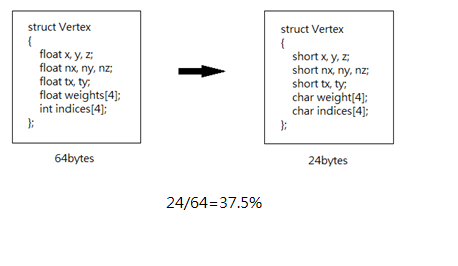 struct Vertex
{
float x, y, z;
float nx, ny, nz;
float tx, ty;
float weights[4];
int indices[4];
};
64bytes
struct Vertex
{
short x, y, z;
short nx, ny, nz;
short tx, ty;
char weight[4];
char indices[4];
};
24bytes
24/64=37.5%